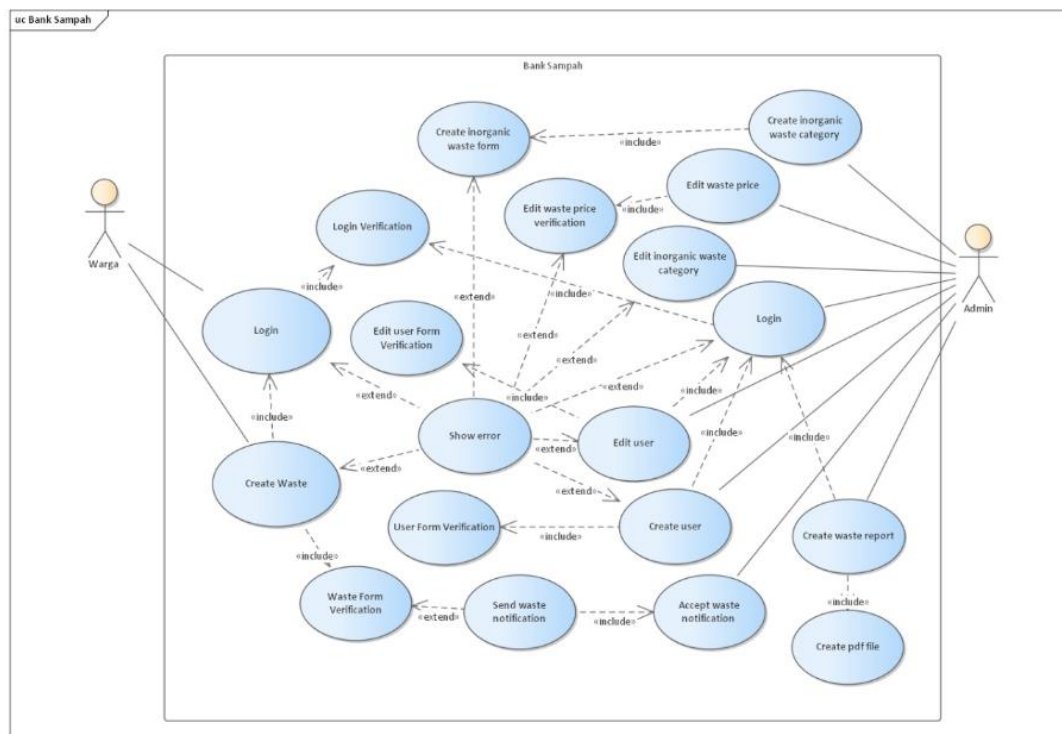 uc Bank Sampah
Bank Sampah
Create inorganic
waste form
Create inorganic
waste category
«include»
Edit waste price
Edit waste price
verification
«include»
Login Verification
Edit inorganic waste
category
Warga
Admin
«include»
«extend»
«include»
Login
Login
Edit user Form
Verification
«extend»
«extend»
«extend»
«include»
«include»
Show error
Edit user
«extend»
«include»
«include»
«include»
Create Waste
«extend»
«extend»
User Form Verification
Create user
Create waste report
«include»
«include»
Waste Form
Verification
Send waste
notification
Accept waste
notification
«extend»
«include»
«include»
Create pdf file